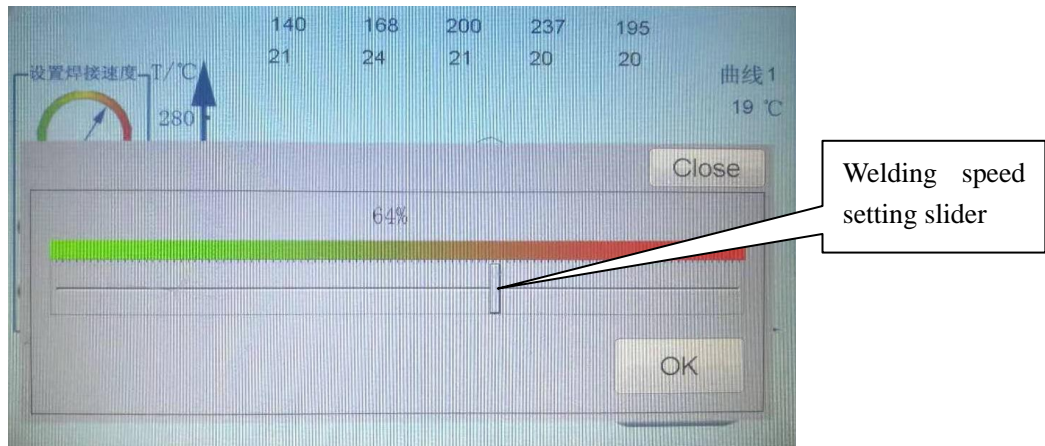 140 168 200 237 195
21 24 21 20 20
设置焊接速度 T/℃
曲线1
19 ℃
280
Close
Welding speed
setting slider
64%
OK